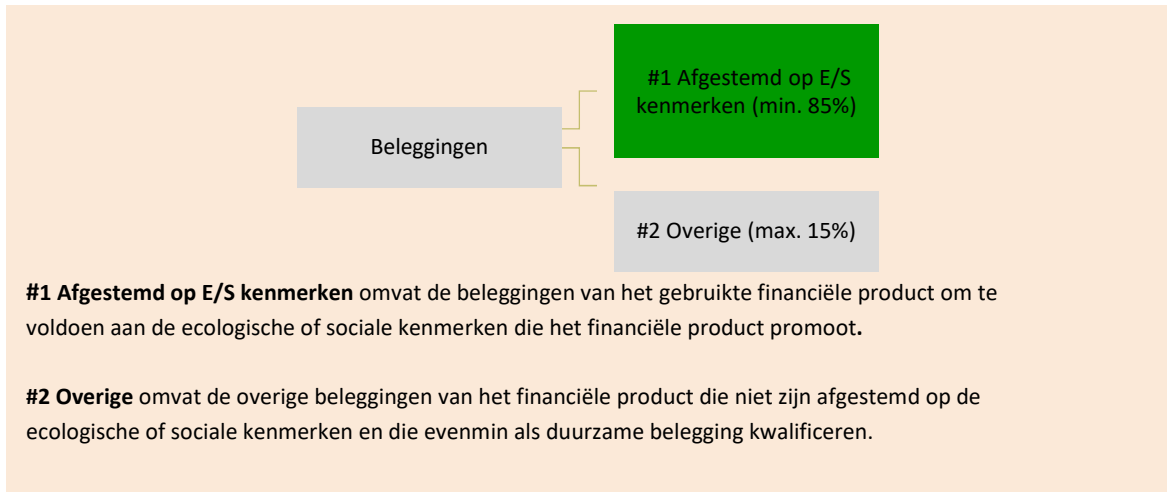 #1 Afgestemd op E/S
kenmerken (min. 85%)
Beleggingen
#2 Overige (max. 15%)
#1 Afgestemd op E/S kenmerken omvat de beleggingen van het gebruikte financiële product om te
voldoen aan de ecologische of sociale kenmerken die het financiële product promoot.
#2 Overige omvat de overige beleggingen van het financiële product die niet zijn afgestemd op de
ecologische of sociale kenmerken en die evenmin als duurzame belegging kwalificeren.